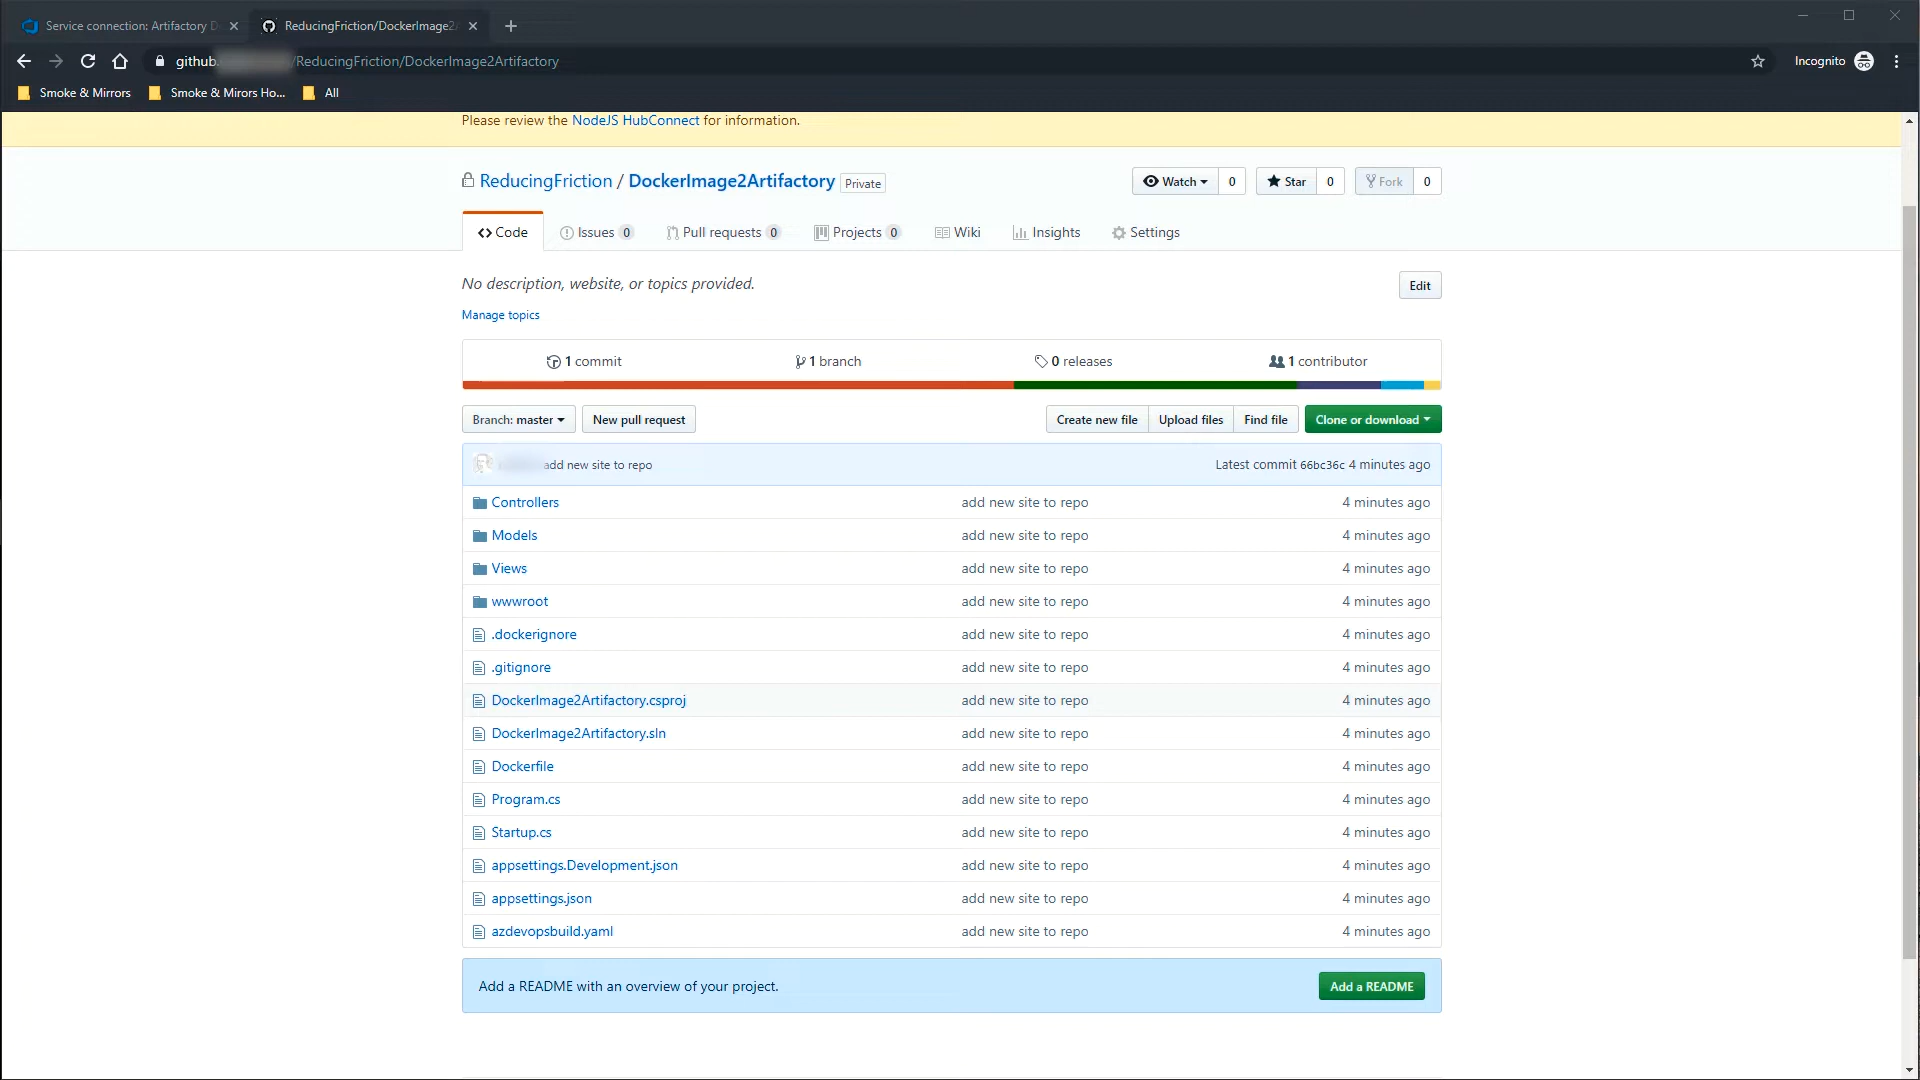 Service connection: Artifactory D
ReducingFriction/DockerImage2
github. /ReducingFriction/DockerImage2Artifactory
Incognito
Smoke & Mirrors
Smoke & Mirors Ho...
All
Please review the NodeJS HubConnect for information.
ReducingFriction / DockerImage2Artifactory Private
Watch 0
Star 0
Fork 0
Code
Issues 0
Pull requests 0
Projects 0
Wiki
Insights
Settings
No description, website, or topics provided.
Edit
Manage topics
1 commit
1 branch
0 releases
1 contributor
Branch: master
New pull request
Create new file
Upload files
Find file
Clone or download
add new site to repo
Latest commit 66bc36c 4 minutes ago
Controllers add new site to repo 4 minutes ago
Models add new site to repo 4 minutes ago
Views add new site to repo 4 minutes ago
wwwroot add new site to repo 4 minutes ago
.dockerignore add new site to repo 4 minutes ago
.gitignore add new site to repo 4 minutes ago
DockerImage2Artifactory.csproj add new site to repo 4 minutes ago
DockerImage2Artifactory.sln add new site to repo 4 minutes ago
Dockerfile add new site to repo 4 minutes ago
Program.cs add new site to repo 4 minutes ago
Startup.cs add new site to repo 4 minutes ago
appsettings.Development.json add new site to repo 4 minutes ago
appsettings.json add new site to repo 4 minutes ago
azdevopsbuild.yaml add new site to repo 4 minutes ago
Add a README with an overview of your project.
Add a README